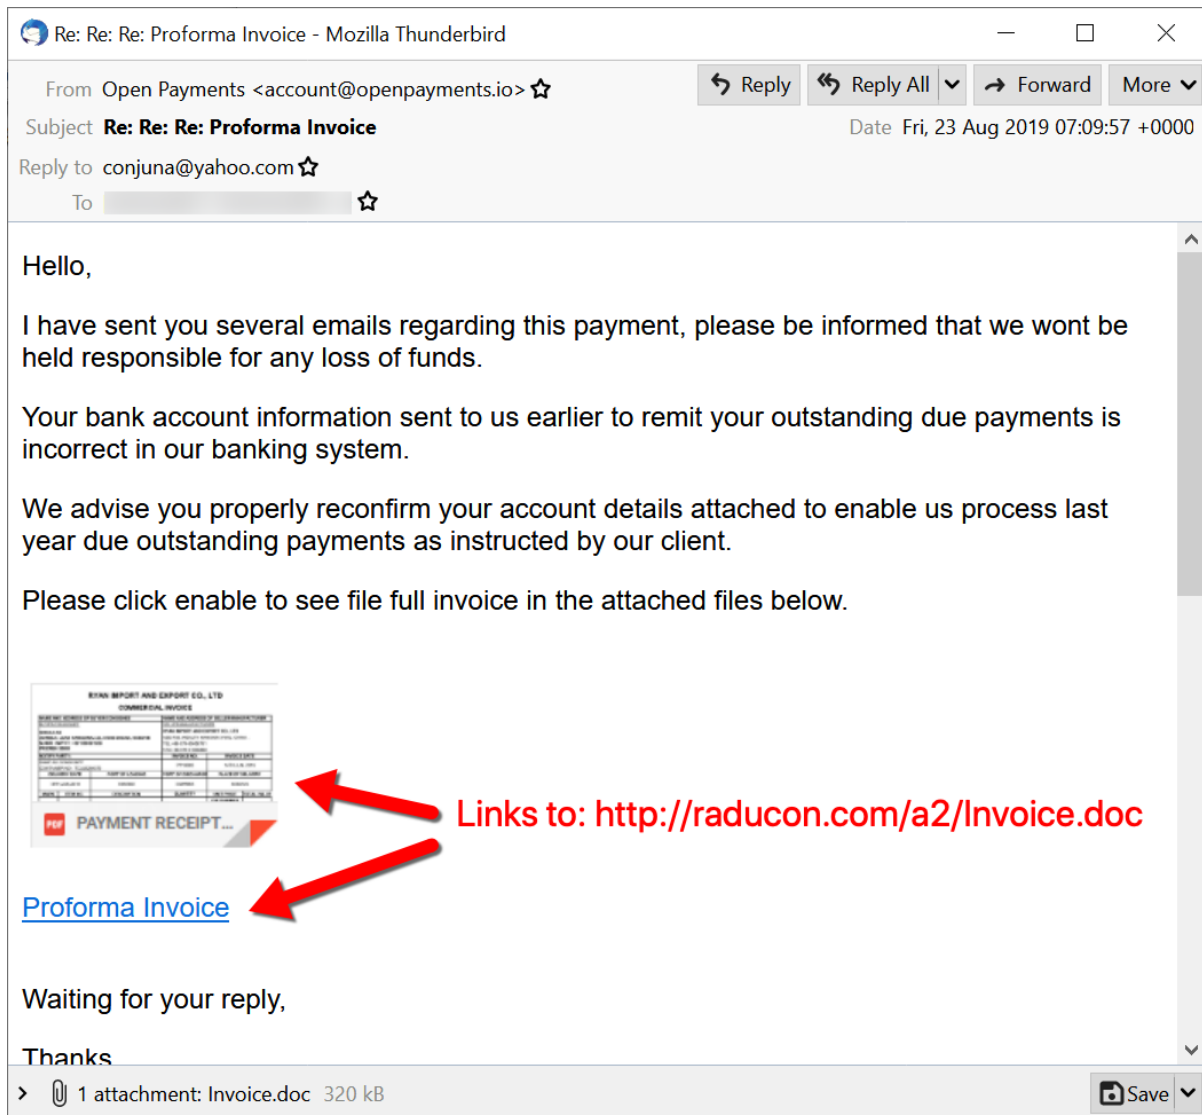 Re: Re: Re: Proforma Invoice - Mozilla Thunderbird
From Open Payments <account@openpayments.io>
Reply Reply All Forward More
Subject Re: Re: Re: Proforma Invoice
Date Fri, 23 Aug 2019 07:09:57 +0000
Reply to conjuna@yahoo.com
To
Hello,
I have sent you several emails regarding this payment, please be informed that we wont be
held responsible for any loss of funds.
Your bank account information sent to us earlier to remit your outstanding due payments is
incorrect in our banking system.
We advise you properly reconfirm your account details attached to enable us process last
year due outstanding payments as instructed by our client.
Please click enable to see file full invoice in the attached files below.
RYAN IMPORT AND EXPORT CO., LTD
COMMERCIAL INVOICE
PDF PAYMENT RECEIPT...
Links to: http://raducon.com/a2/Invoice.doc
Proforma Invoice
Waiting for your reply,
Thanks
1 attachment: Invoice.doc 320 kB
Save